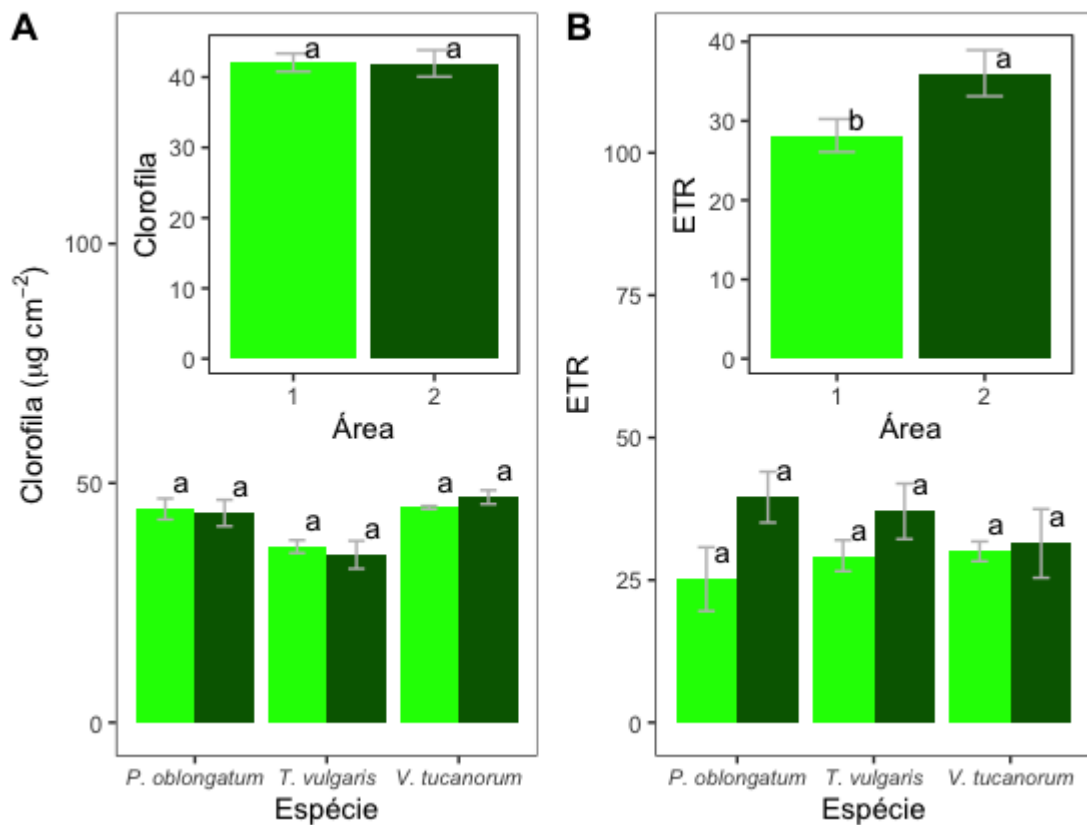 A
Clorofila (µg cm−2)
100
50
0
Clorofila
40
30
20
10
0
a
a
1
2
Área
a
a
a
a
a
a
P. oblongatum
T. vulgaris
V. tucanorum
Espécie
B
ETR
100
75
50
25
0
ETR
40
30
20
10
0
b
a
1
2
Área
a
a
a
a
a
a
P. oblongatum
T. vulgaris
V. tucanorum
Espécie